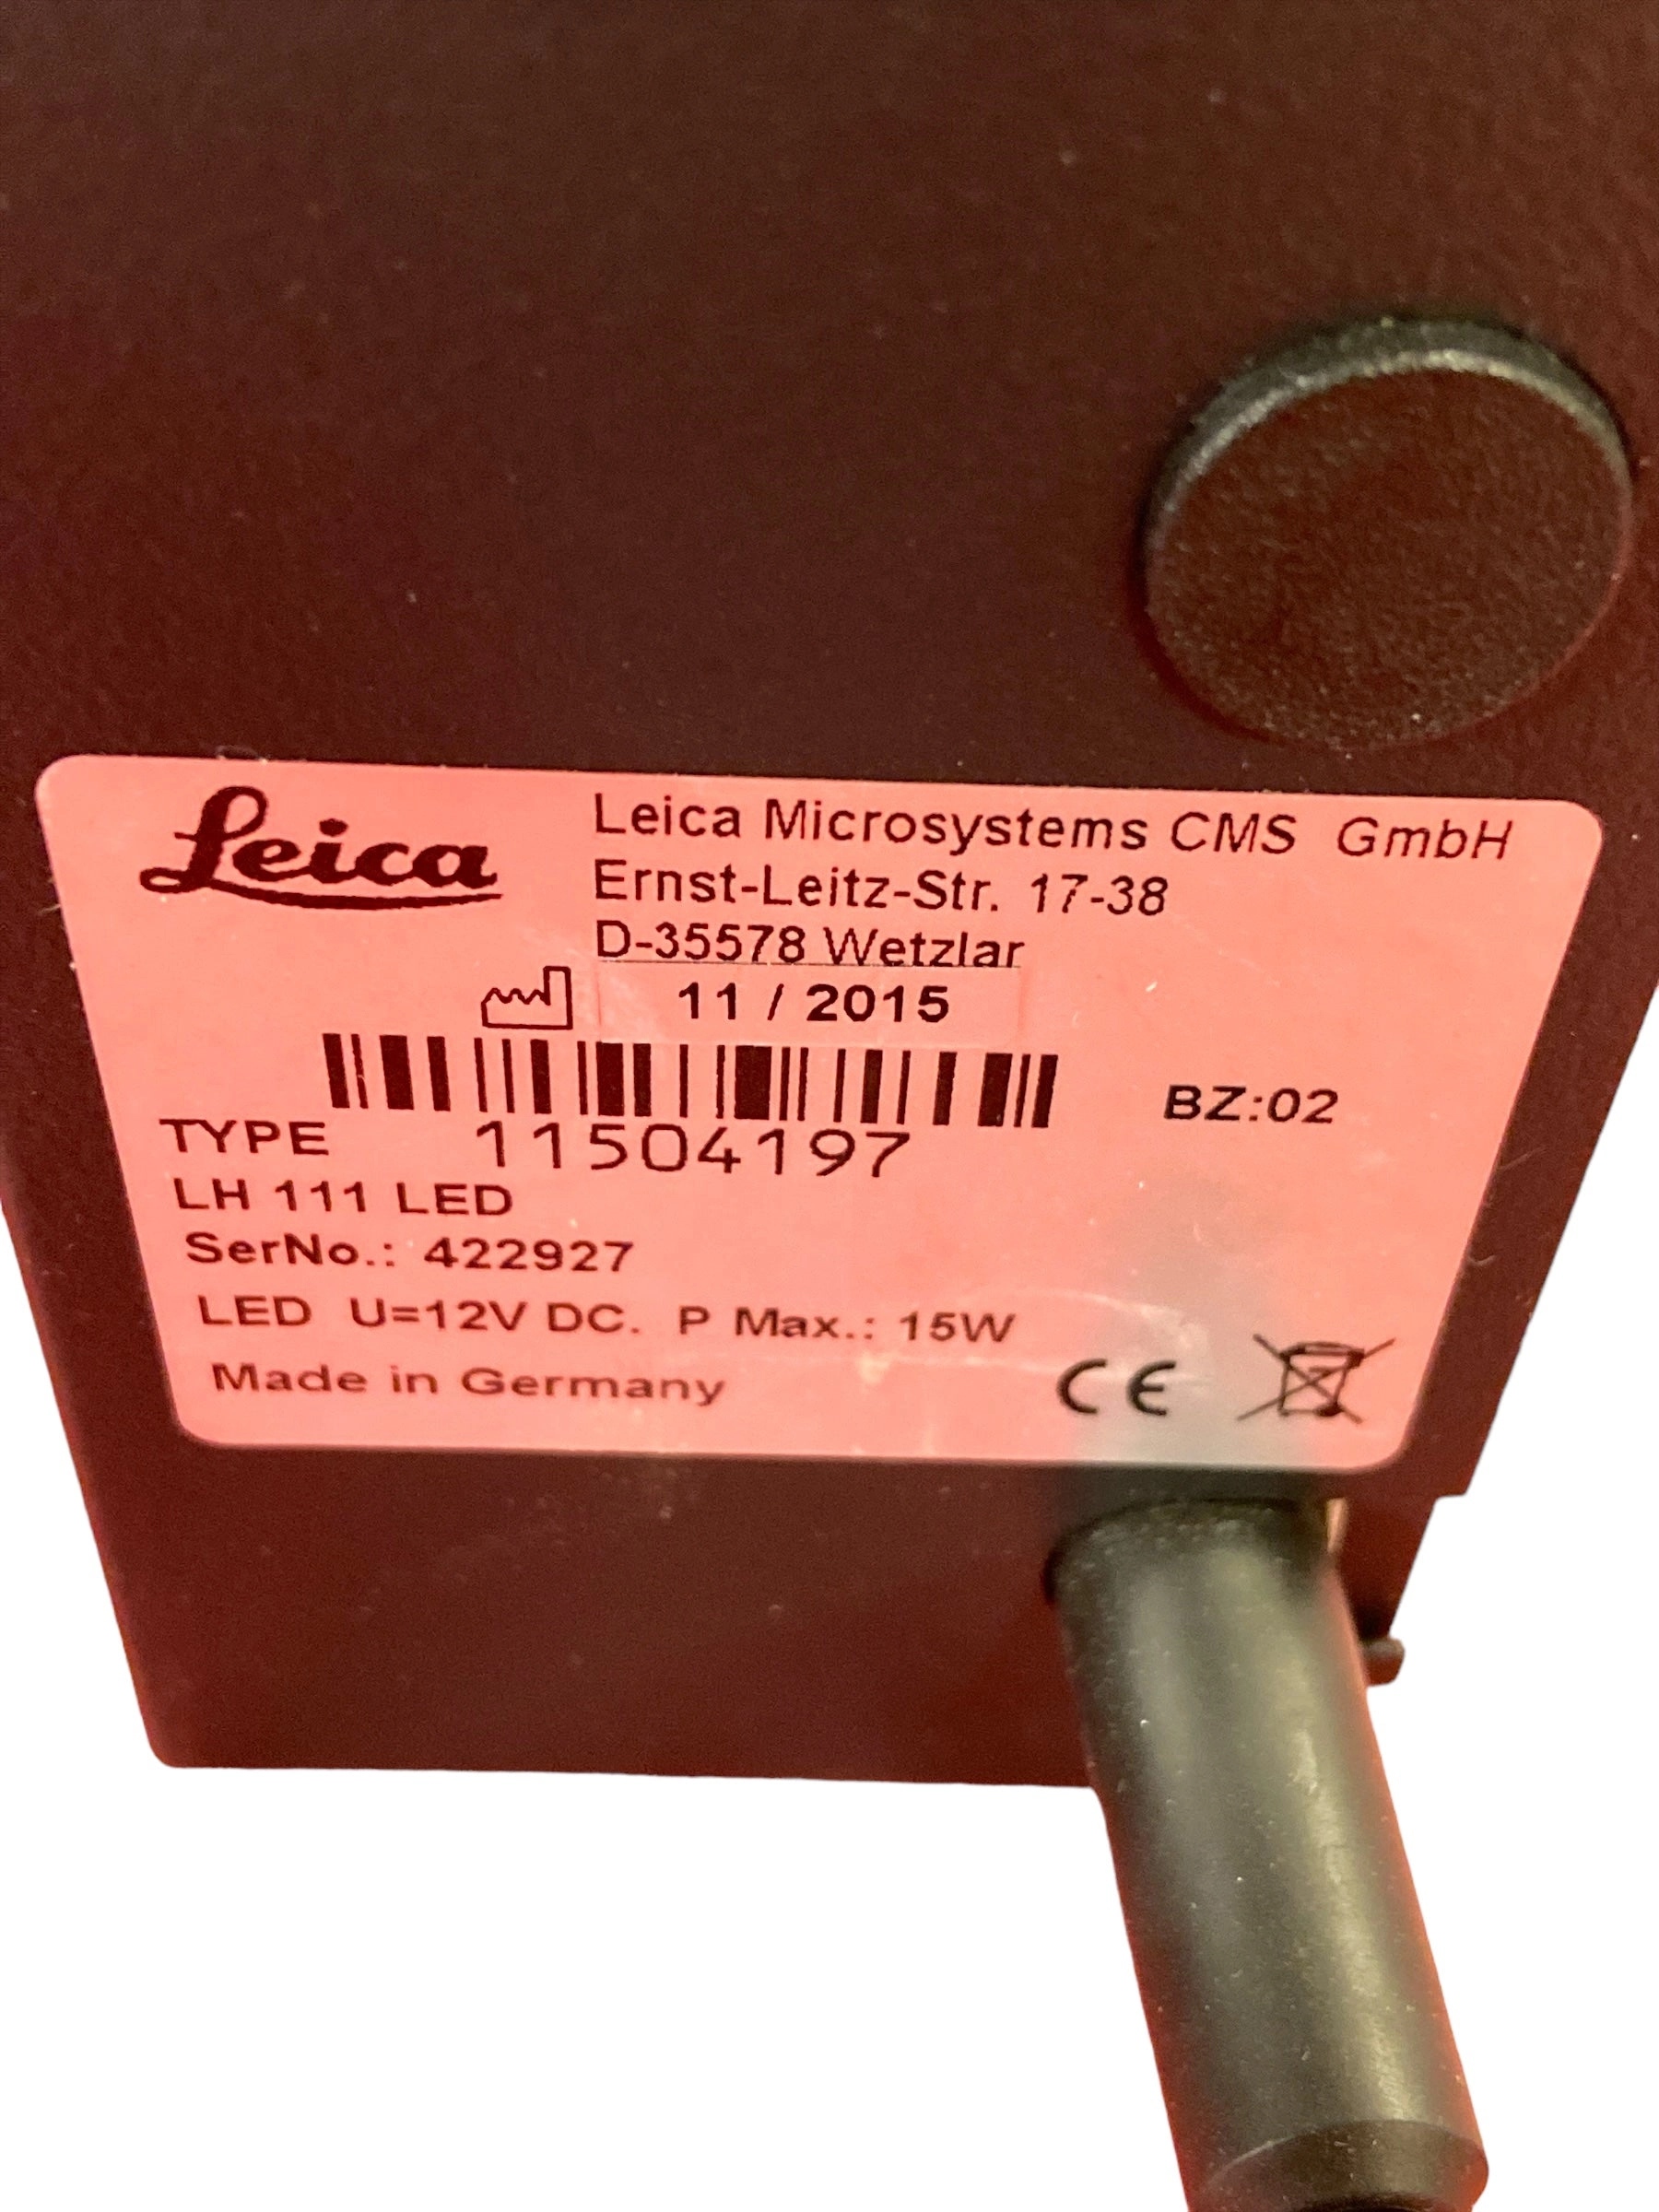 Leica
Leica Microsystems CMS GmbH
Ernst-Leitz-Str. 17-38
D-35578 Wetzlar
11 / 2015
BZ:02
TYPE 11504197
LH 111 LED
SerNo.: 422927
LED U=12V DC. P Max.: 15W
Made in Germany
CE